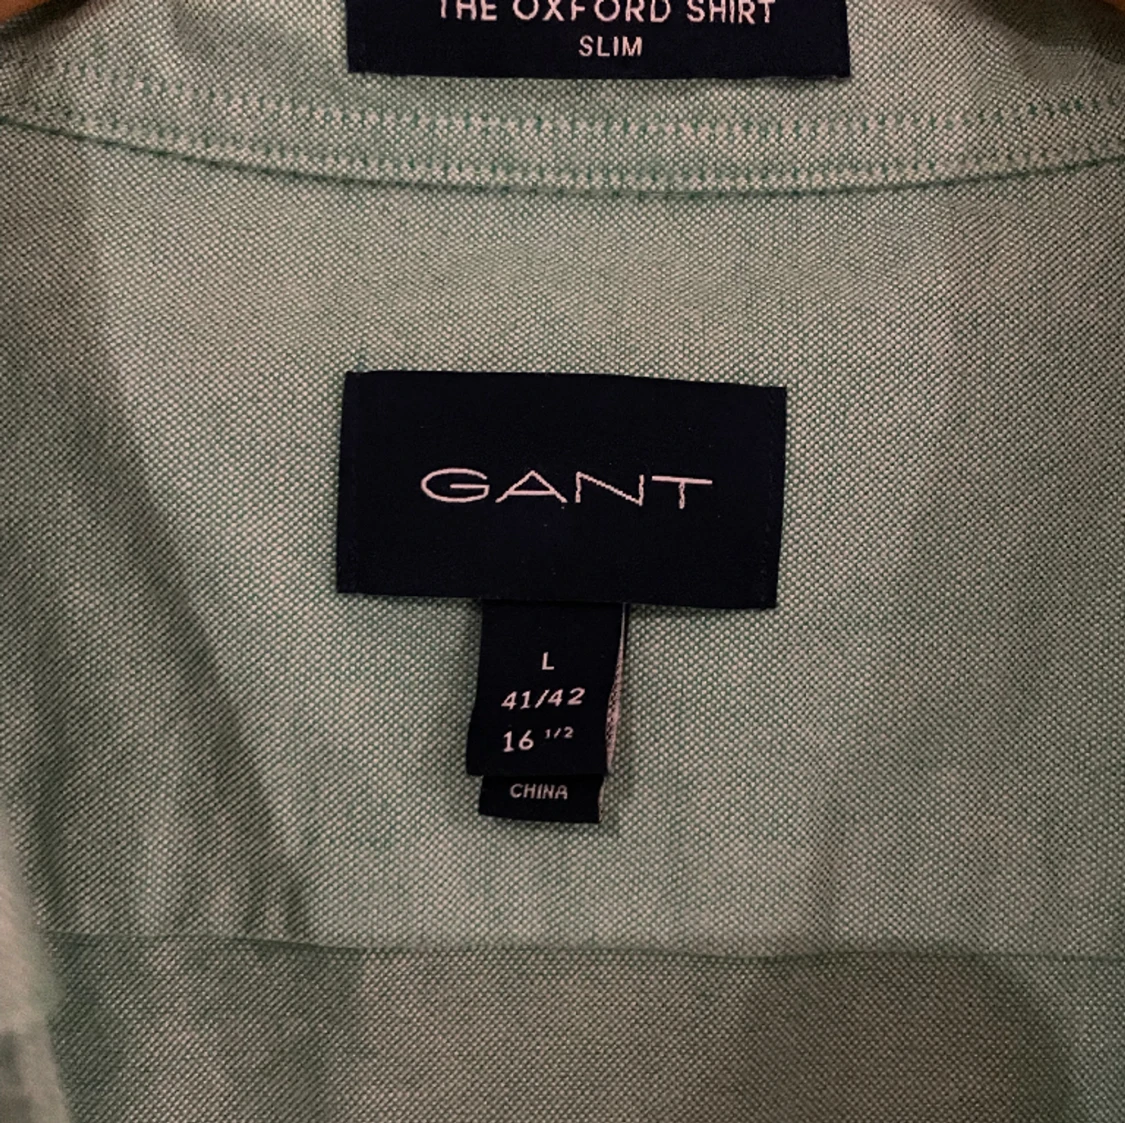 THE OXFORD SHIRT
SLIM
GANT
L
41/42
16 1/2
CHINA